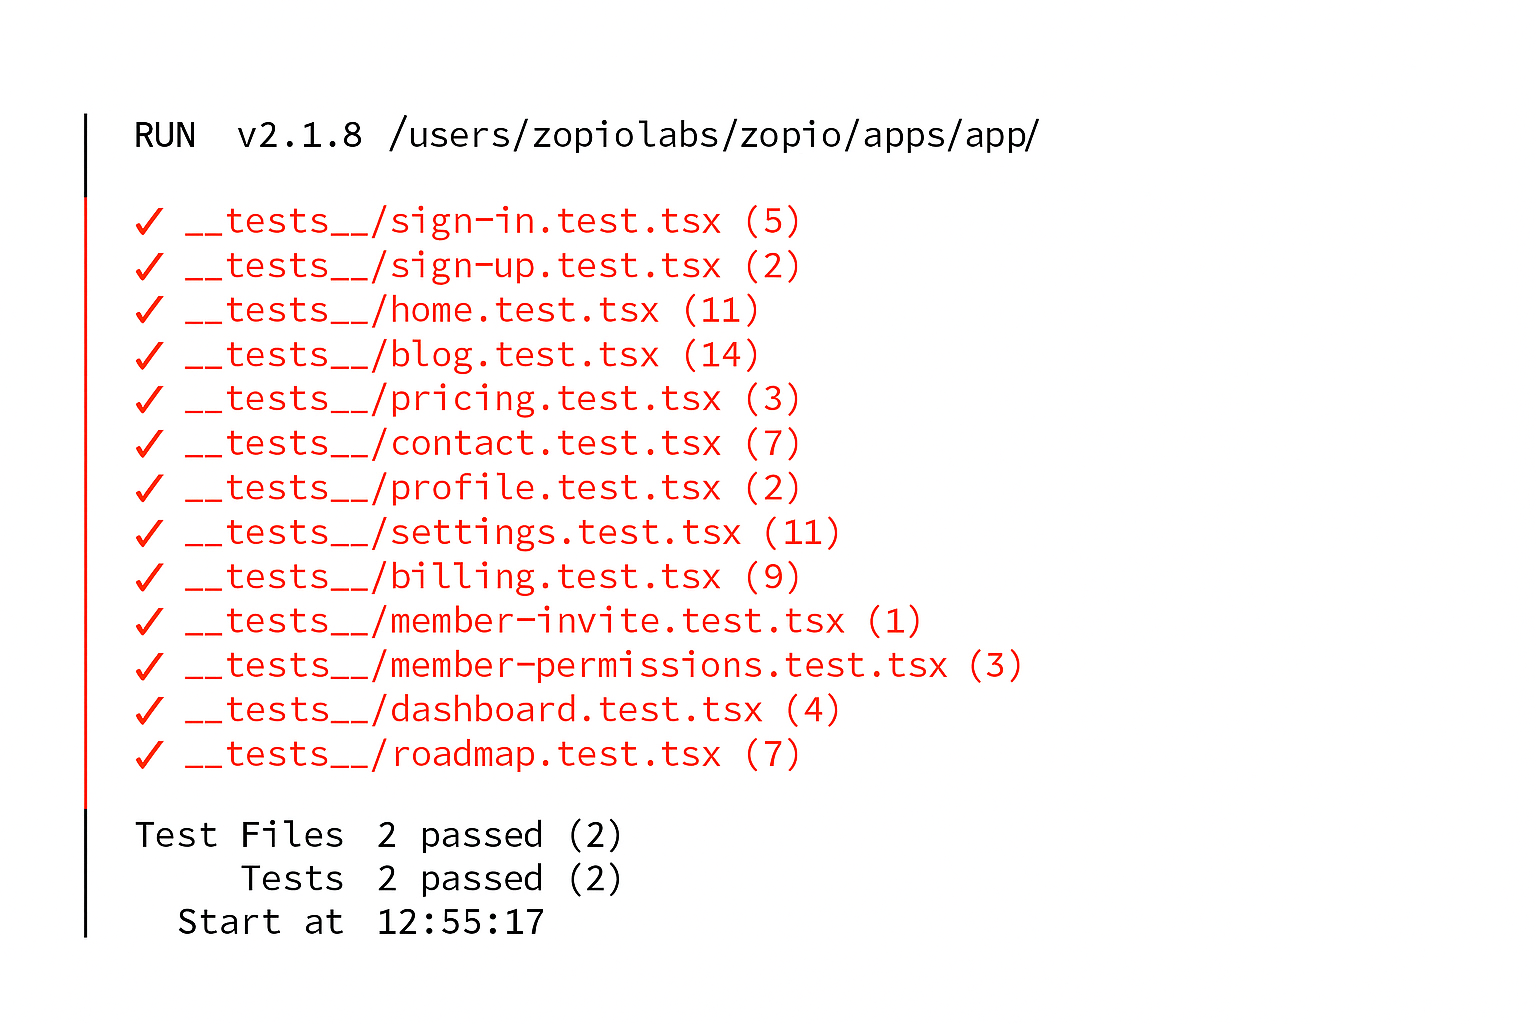 RUN v2.1.8 /users/zopiolabs/zopio/apps/app/
✓ __tests__/sign-in.test.tsx (5)
✓ __tests__/sign-up.test.tsx (2)
✓ __tests__/home.test.tsx (11)
✓ __tests__/blog.test.tsx (14)
✓ __tests__/pricing.test.tsx (3)
✓ __tests__/contact.test.tsx (7)
✓ __tests__/profile.test.tsx (2)
✓ __tests__/settings.test.tsx (11)
✓ __tests__/billing.test.tsx (9)
✓ __tests__/member-invite.test.tsx (1)
✓ __tests__/member-permissions.test.tsx (3)
✓ __tests__/dashboard.test.tsx (4)
✓ __tests__/roadmap.test.tsx (7)
Test Files 2 passed (2)
Tests 2 passed (2)
Start at 12:55:17